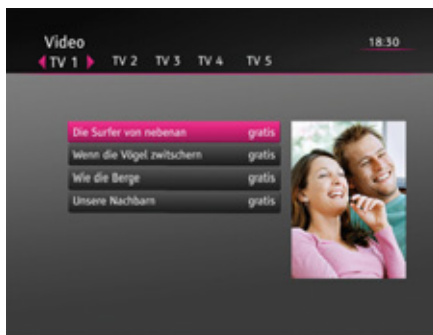 Video
18:30
TV 1 TV 2 TV 3 TV 4 TV 5
Die Surfer von nebenan gratis
Wenn die Vögel zwitschern gratis
Wie die Berge gratis
Unsere Nachbarn gratis